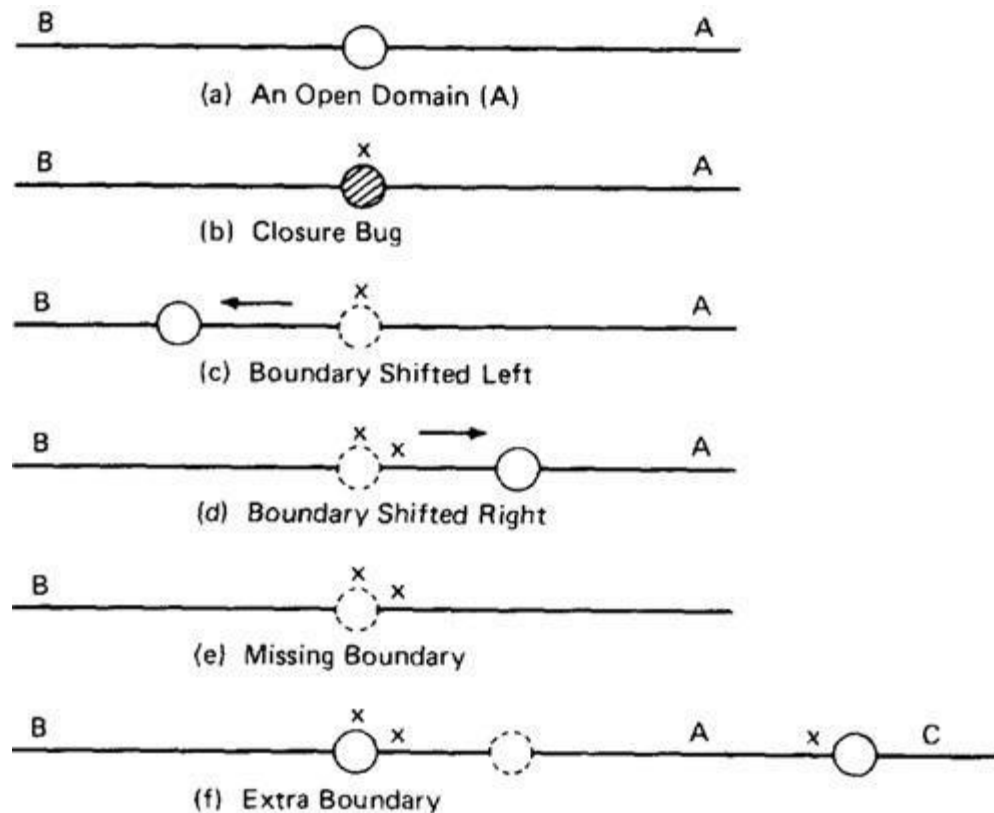 B A
(a) An Open Domain (A)
x
B A
(b) Closure Bug
x
B A
(c) Boundary Shifted Left
x
B x A
(d) Boundary Shifted Right
x
B x
(e) Missing Boundary
x
B x A x C
(f) Extra Boundary